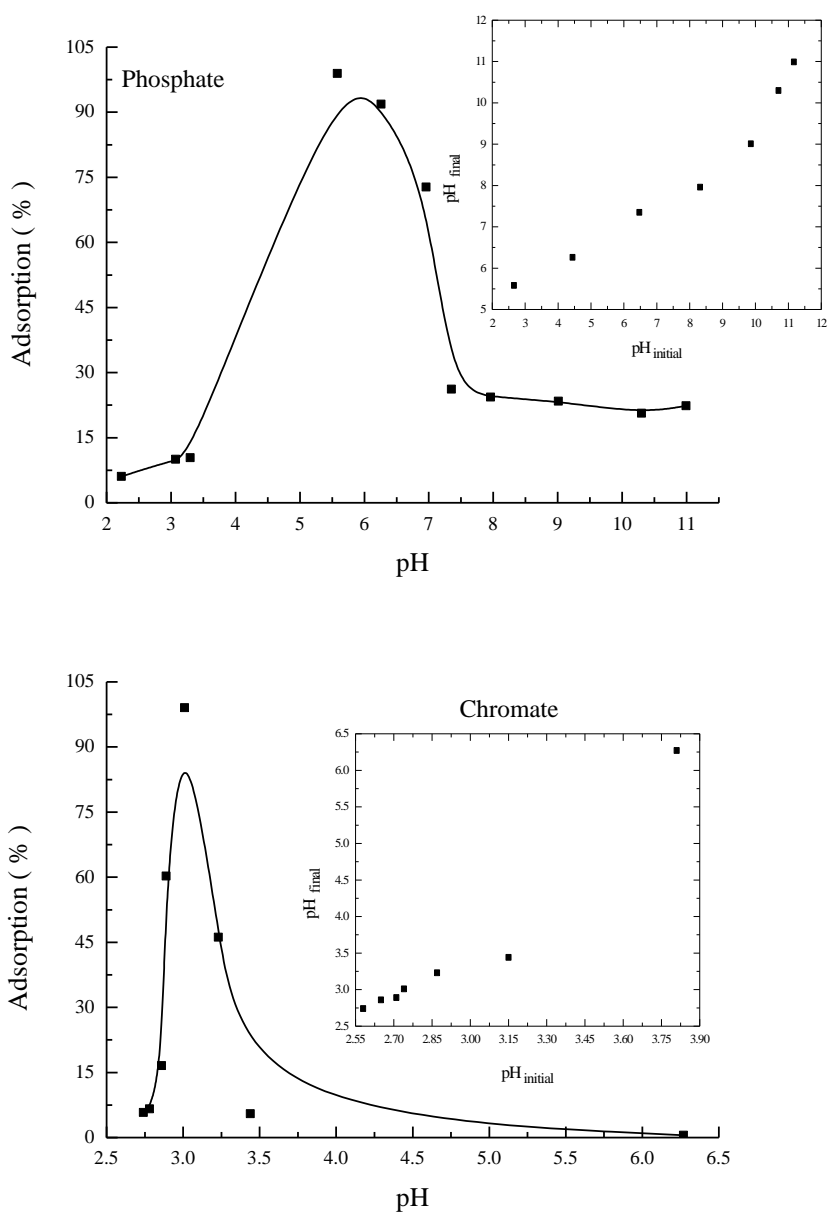 Phosphate
Adsorption ( % )
105
90
75
60
45
30
15
0
2 3 4 5 6 7 8 9 10 11
pH
pH final
12
11
10
9
8
7
6
5
2 3 4 5 6 7 8 9 10 11 12
pH initial
Chromate
Adsorption ( % )
105
90
75
60
45
30
15
0
2.5 3.0 3.5 4.0 4.5 5.0 5.5 6.0 6.5
pH
pH final
6.5
6.0
5.5
5.0
4.5
4.0
3.5
3.0
2.5
2.55 2.70 2.85 3.00 3.15 3.30 3.45 3.60 3.75 3.90
pH initial